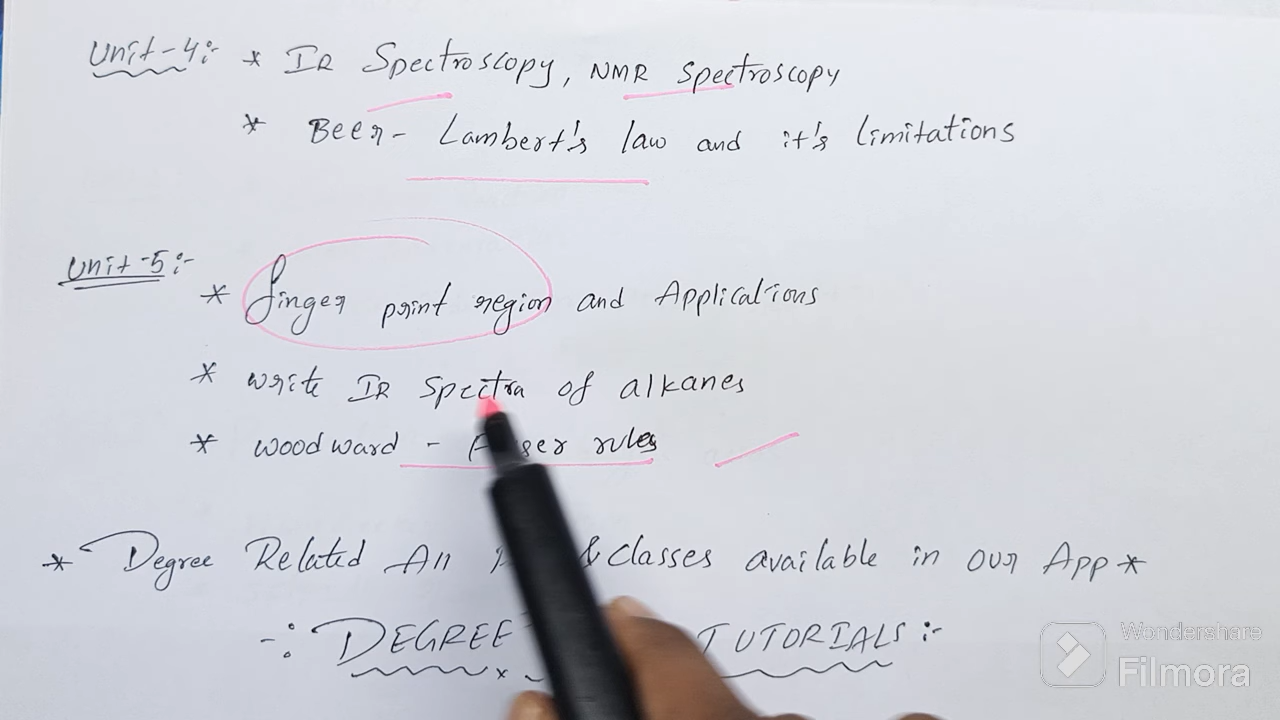 Unit-4:- * IR Spectroscopy, NMR Spectroscopy
* Beer-Lambert's law and it's limitations
Unit-5:-
* Finger print region and Applications
* write IR Spectra of alkanes
* woodward - rules
* Degree Related All & classes available in our App *
-: DEGREE TUTORIALS :-
Wondershare
Filmora